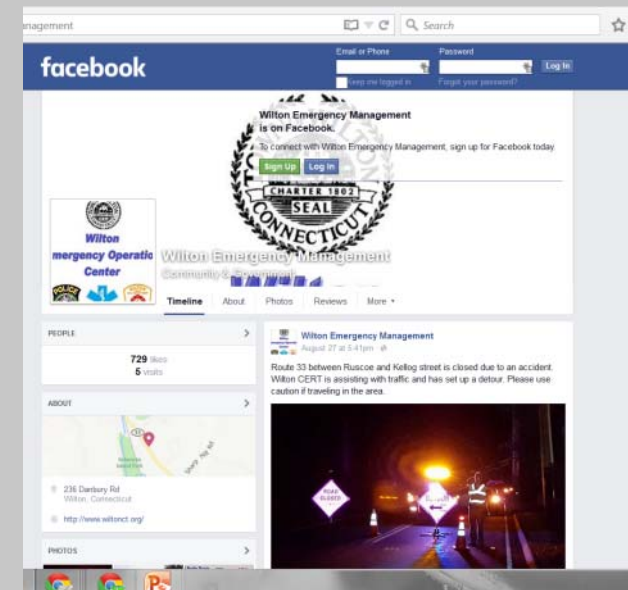 nagement
Search
facebook
Email or Phone
Password
Log In
Keep me logged in
Forgot your password?
Wilton Emergency Management
is on Facebook.
To connect with Wilton Emergency Management, sign up for Facebook today.
Sign Up
Log In
WILTON
CHARTER 1802
SEAL
CONNECTICUT
Wilton
mergency Operatio
Center
POLICE
Wilton Emergency Management
Community & Government
Timeline
About
Photos
Reviews
More
PEOPLE
729 likes
5 visits
ABOUT
33
236 Danbury Rd
Wilton, Connecticut
http://www.wiltonct.org/
PHOTOS
Wilton Emergency Management
August 27 at 5:41pm
Route 33 between Ruscoe and Kellog street is closed due to an accident.
Wilton CERT is assisting with traffic and has set up a detour. Please use
caution if traveling in the area.
ROAD
CLOSED